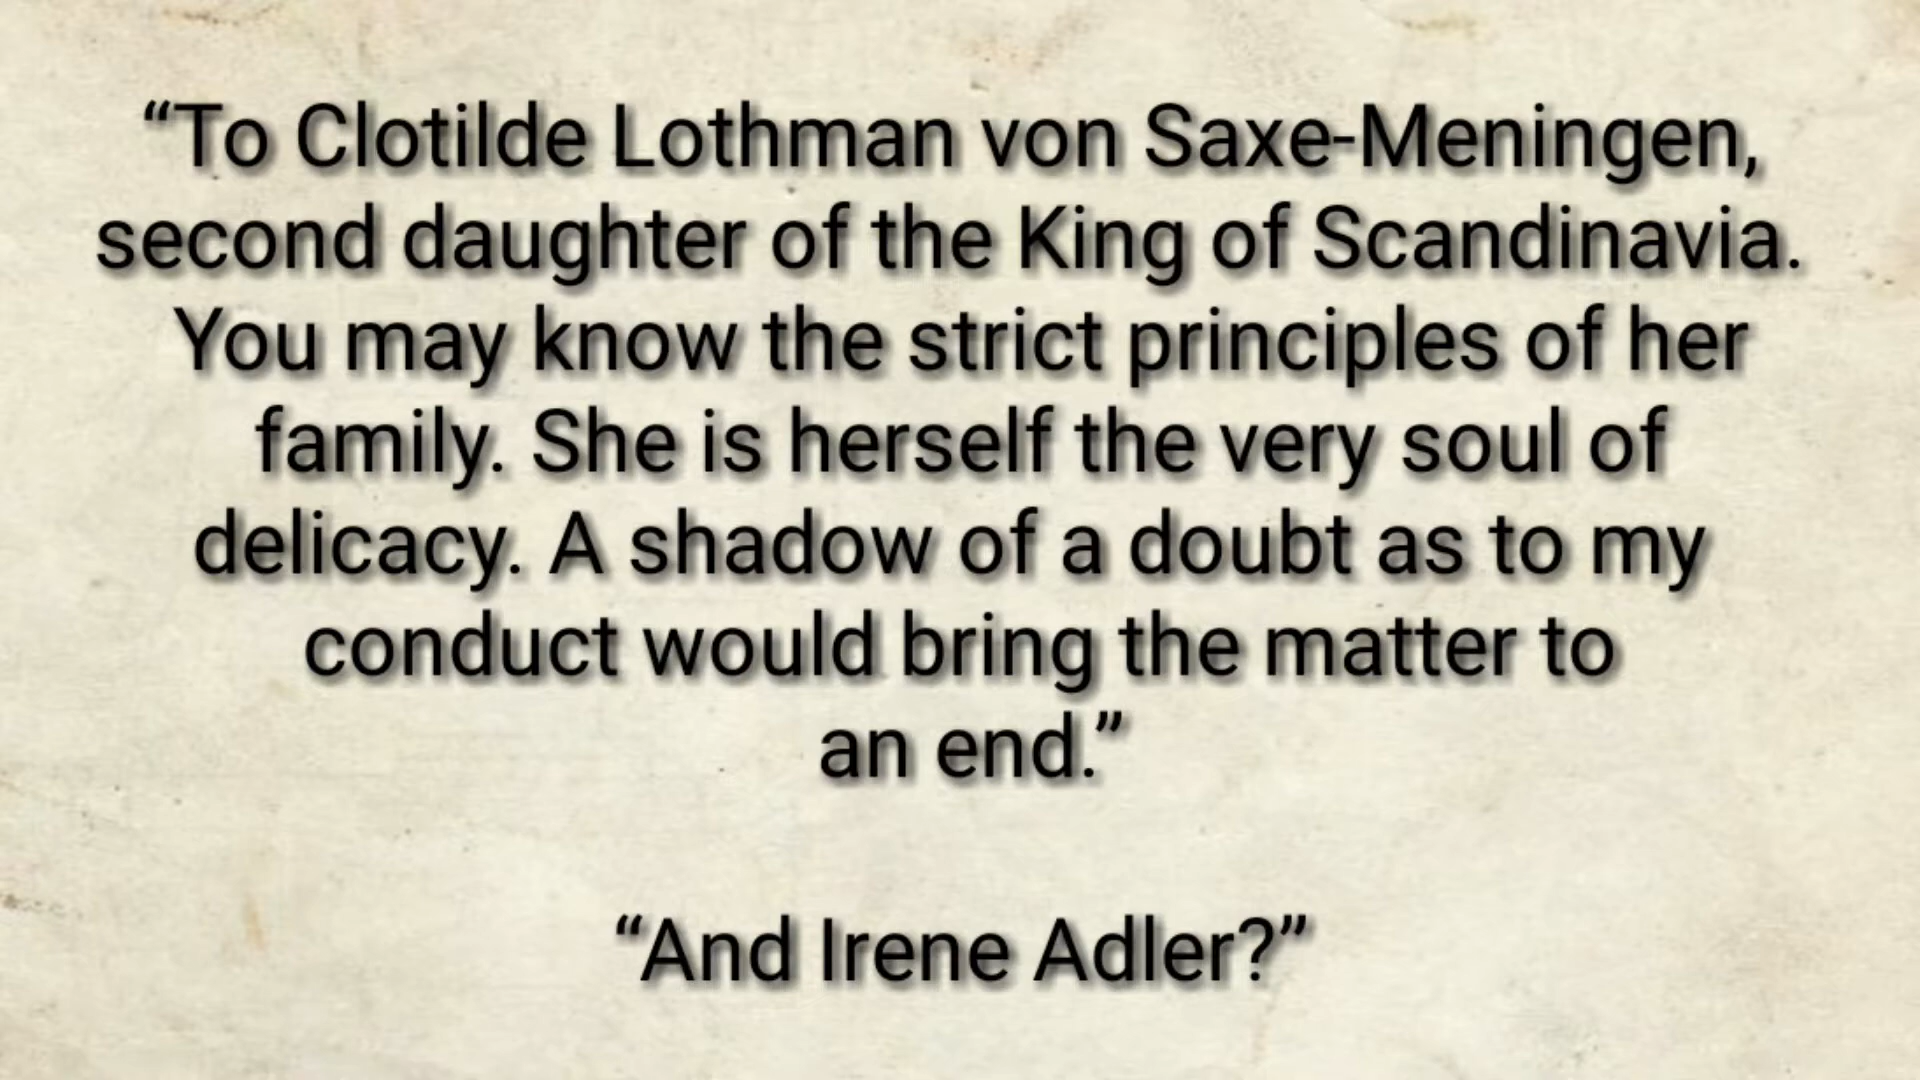 “To Clotilde Lothman von Saxe-Meningen,
second daughter of the King of Scandinavia.
You may know the strict principles of her
family. She is herself the very soul of
delicacy. A shadow of a doubt as to my
conduct would bring the matter to
an end.”
“And Irene Adler?”